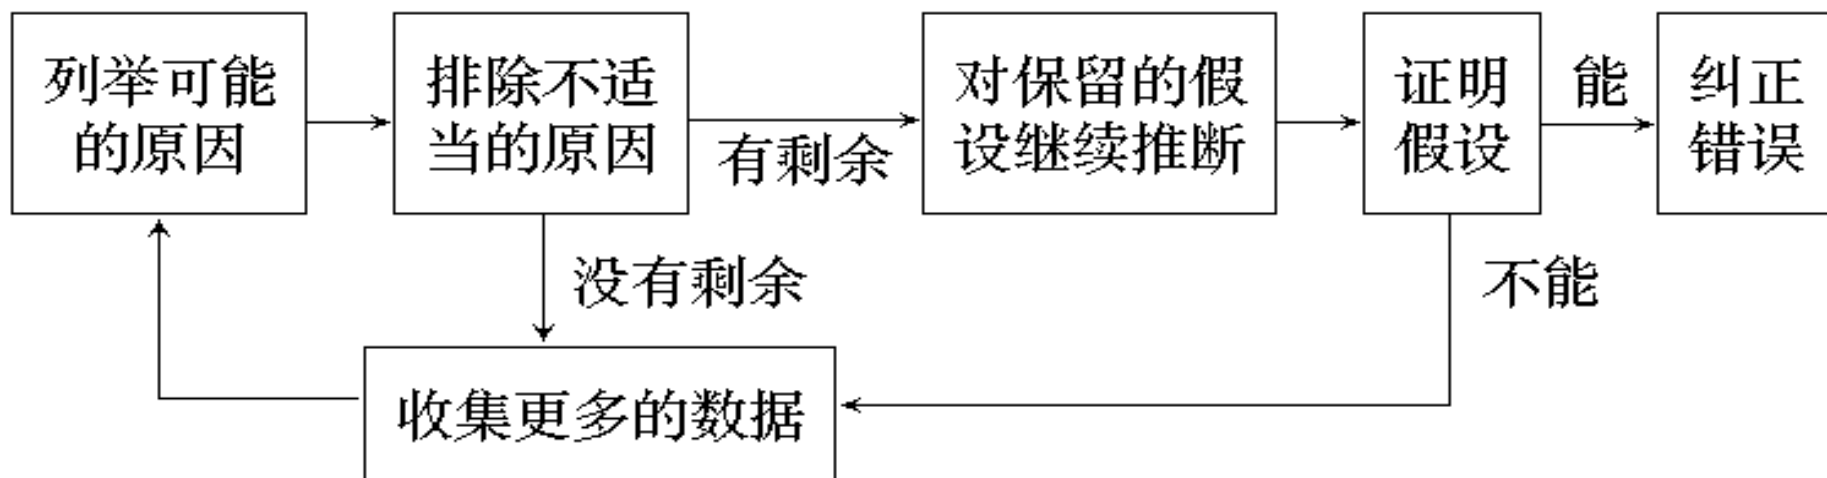 列举可能
的原因
排除不适
当的原因
有剩余
对保留的假
设继续推断
证明
假设
能
纠正
错误
没有剩余
不能
收集更多的数据